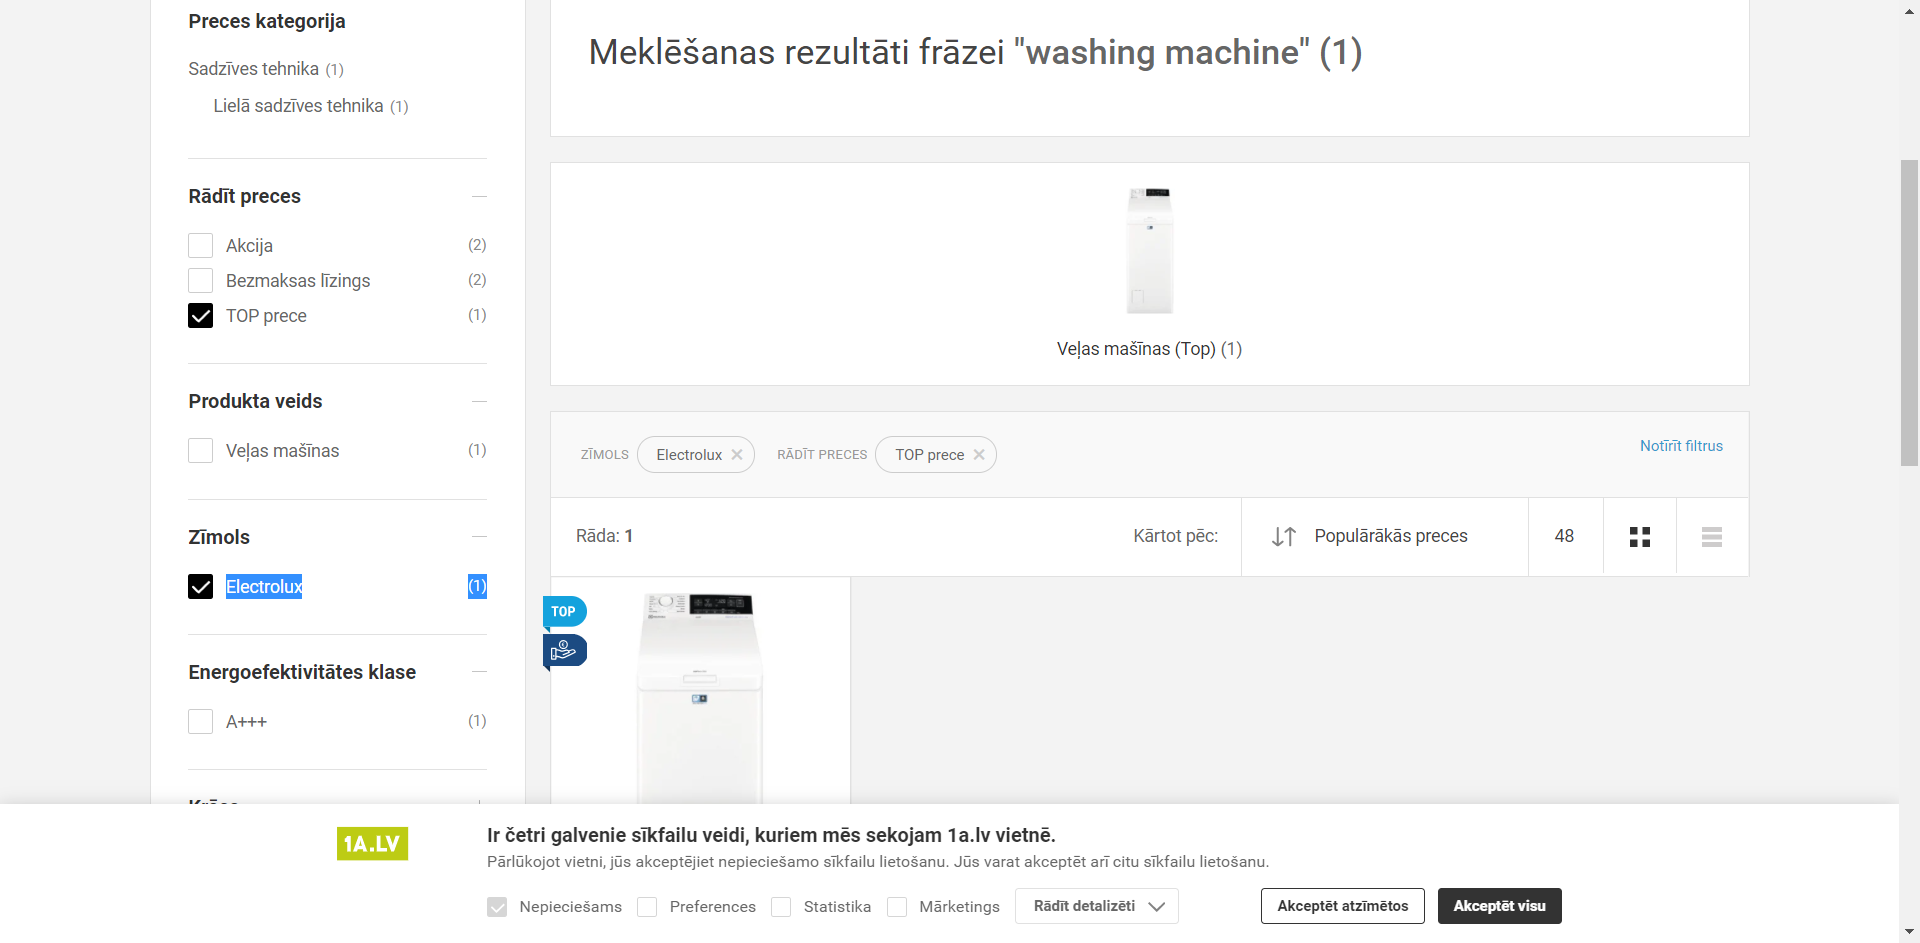 Preces kategorija
Sadzīves tehnika (1)
Lielā sadzīves tehnika (1)
Rādīt preces
Akcija (2)
Bezmaksas līzings (2)
TOP prece (1)
Produkta veids
Veļas mašīnas (1)
Zīmols
Electrolux (1)
Energoefektivitātes klase
A+++ (1)
Meklēšanas rezultāti frāzei "washing machine" (1)
Veļas mašīnas (Top) (1)
ZĪMOLS Electrolux RĀDĪT PRECES TOP prece Notīrīt filtrus
Rāda: 1 Kārtot pēc: Populārākās preces 48
TOP
1A.LV
Ir četri galvenie sīkfailu veidi, kuriem mēs sekojam 1a.lv vietnē.
Pārlūkojot vietni, jūs akceptējiet nepieciešamo sīkfailu lietošanu. Jūs varat akceptēt arī citu sīkfailu lietošanu.
Nepieciešams Preferences Statistika Mārketings Rādīt detalizēti Akceptēt atzīmētos Akceptēt visu